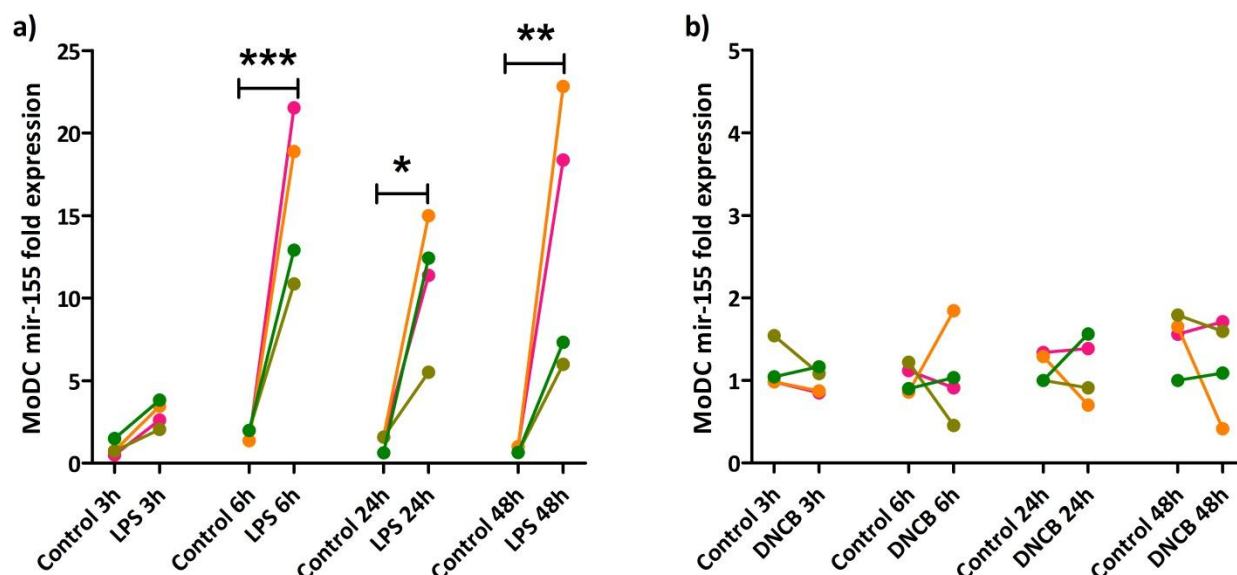 a)
MoDC mir-155 fold expression
25
20
15
10
5
0
***
*
**
Control 3h
LPS 3h
Control 6h
LPS 6h
Control 24h
LPS 24h
Control 48h
LPS 48h
b)
MoDC mir-155 fold expression
5
4
3
2
1
0
Control 3h
DNCB 3h
Control 6h
DNCB 6h
Control 24h
DNCB 24h
Control 48h
DNCB 48h